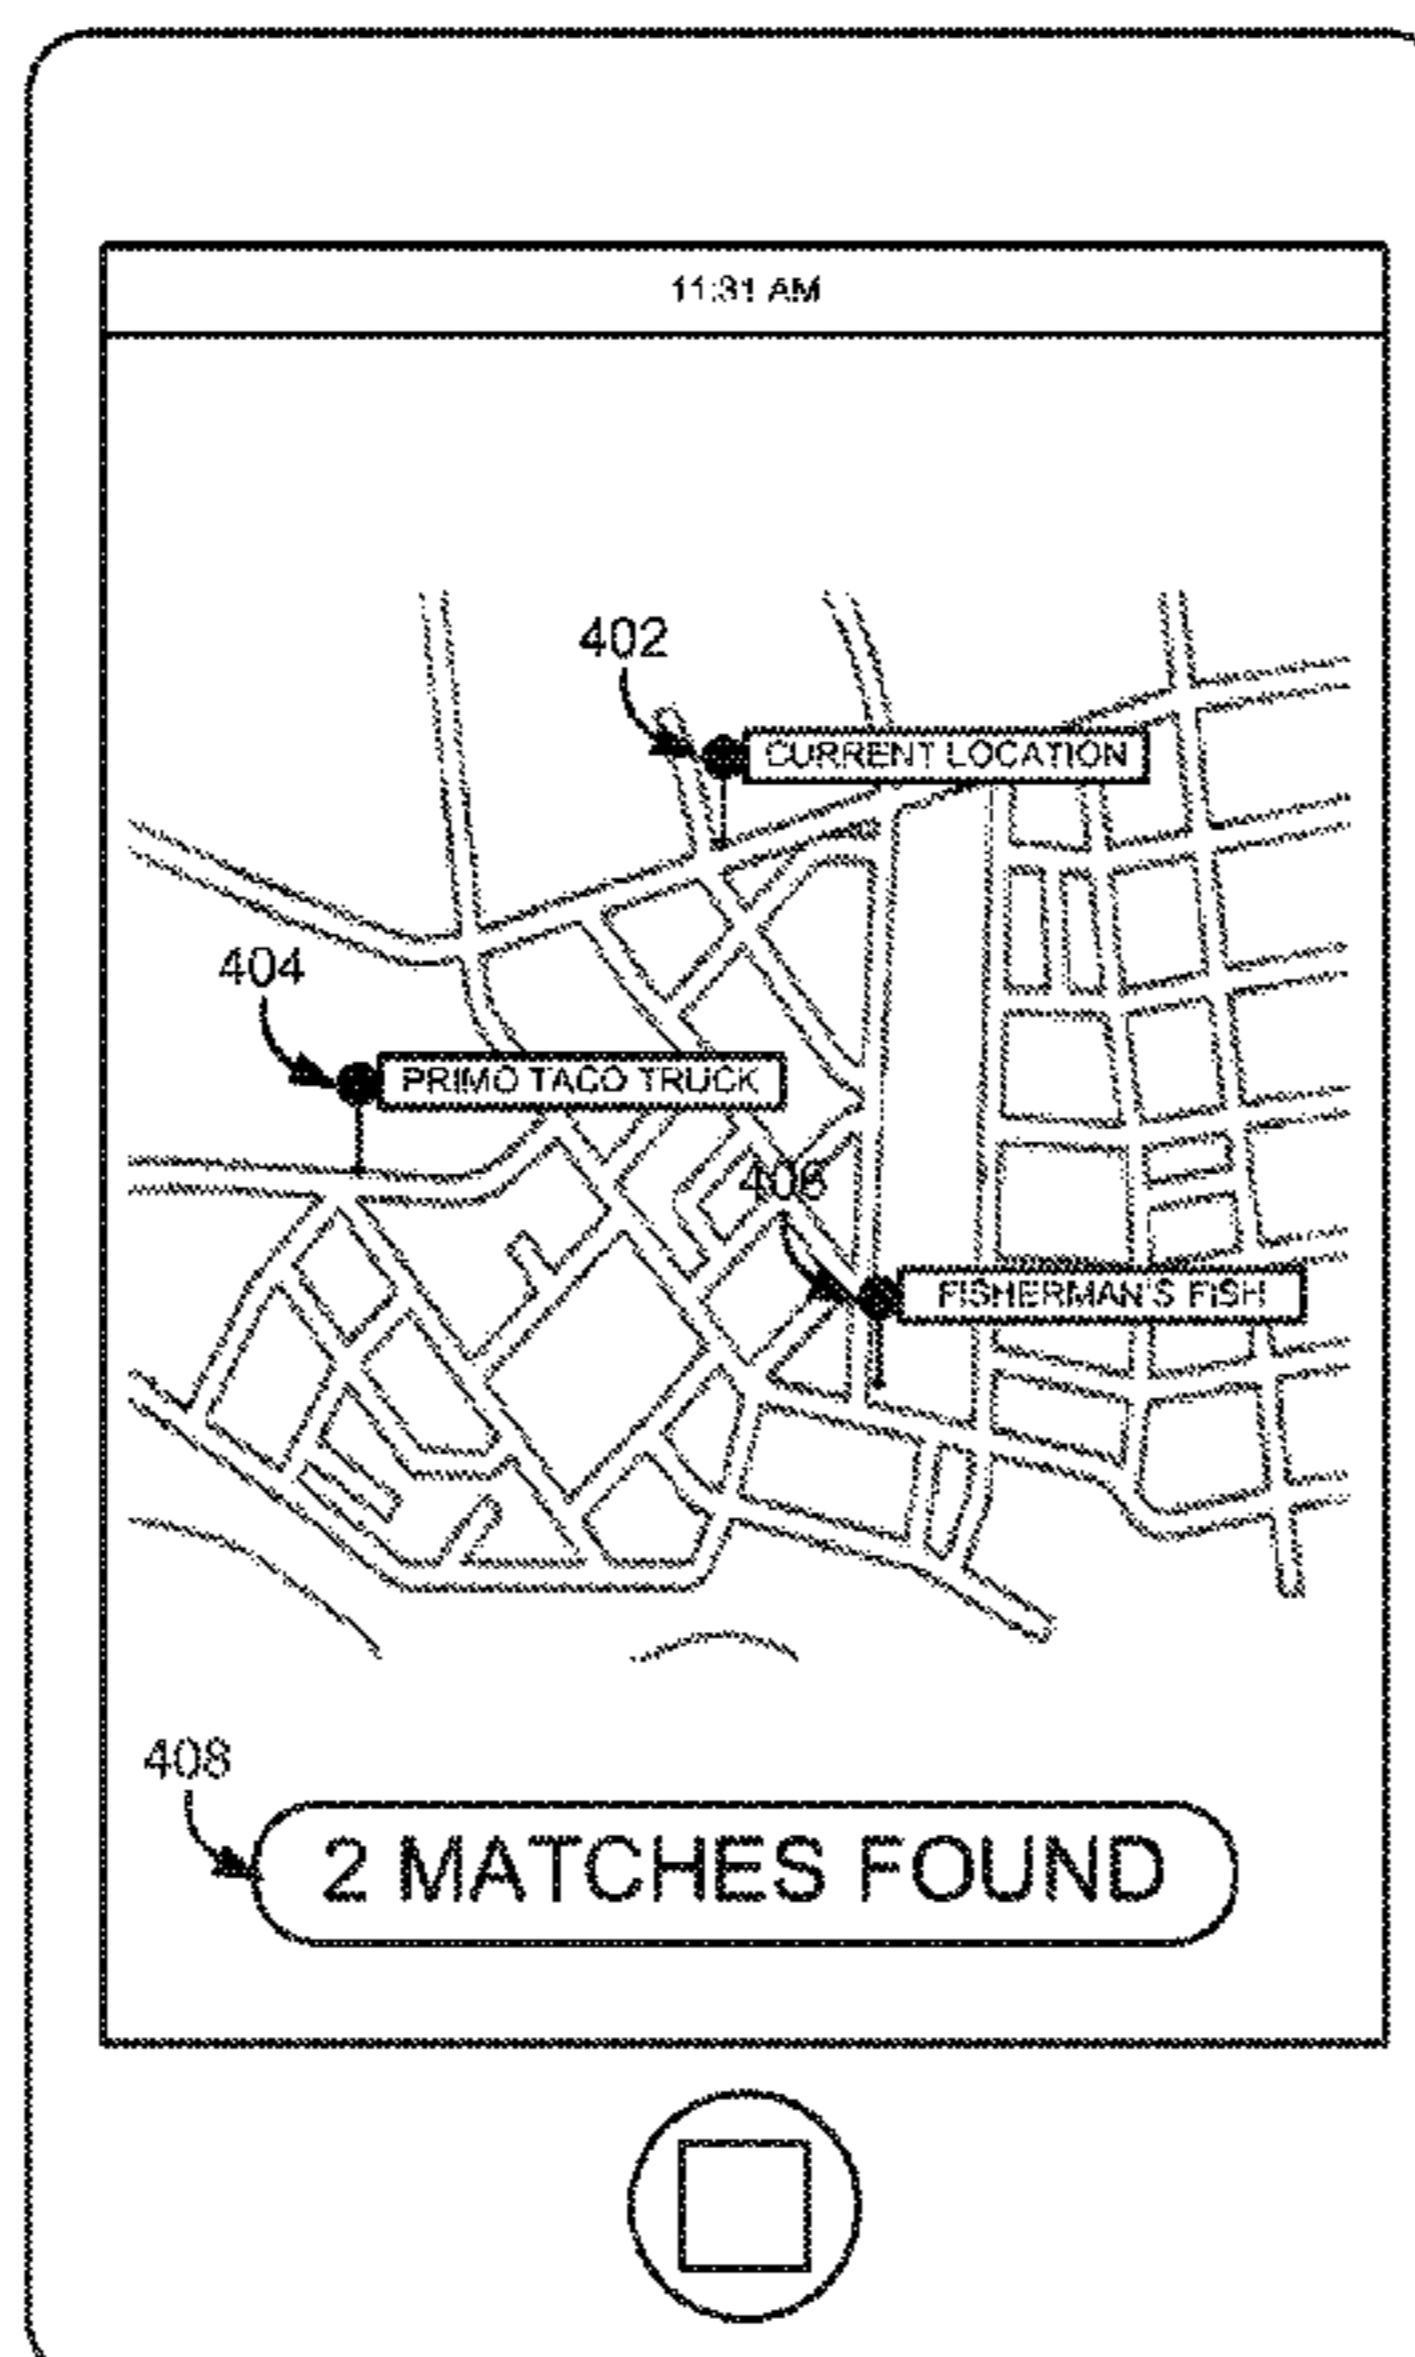 11:31 AM
402
CURRENT LOCATION
404
PRIMO TACO TRUCK
406
FISHERMAN'S FISH
408
2 MATCHES FOUND